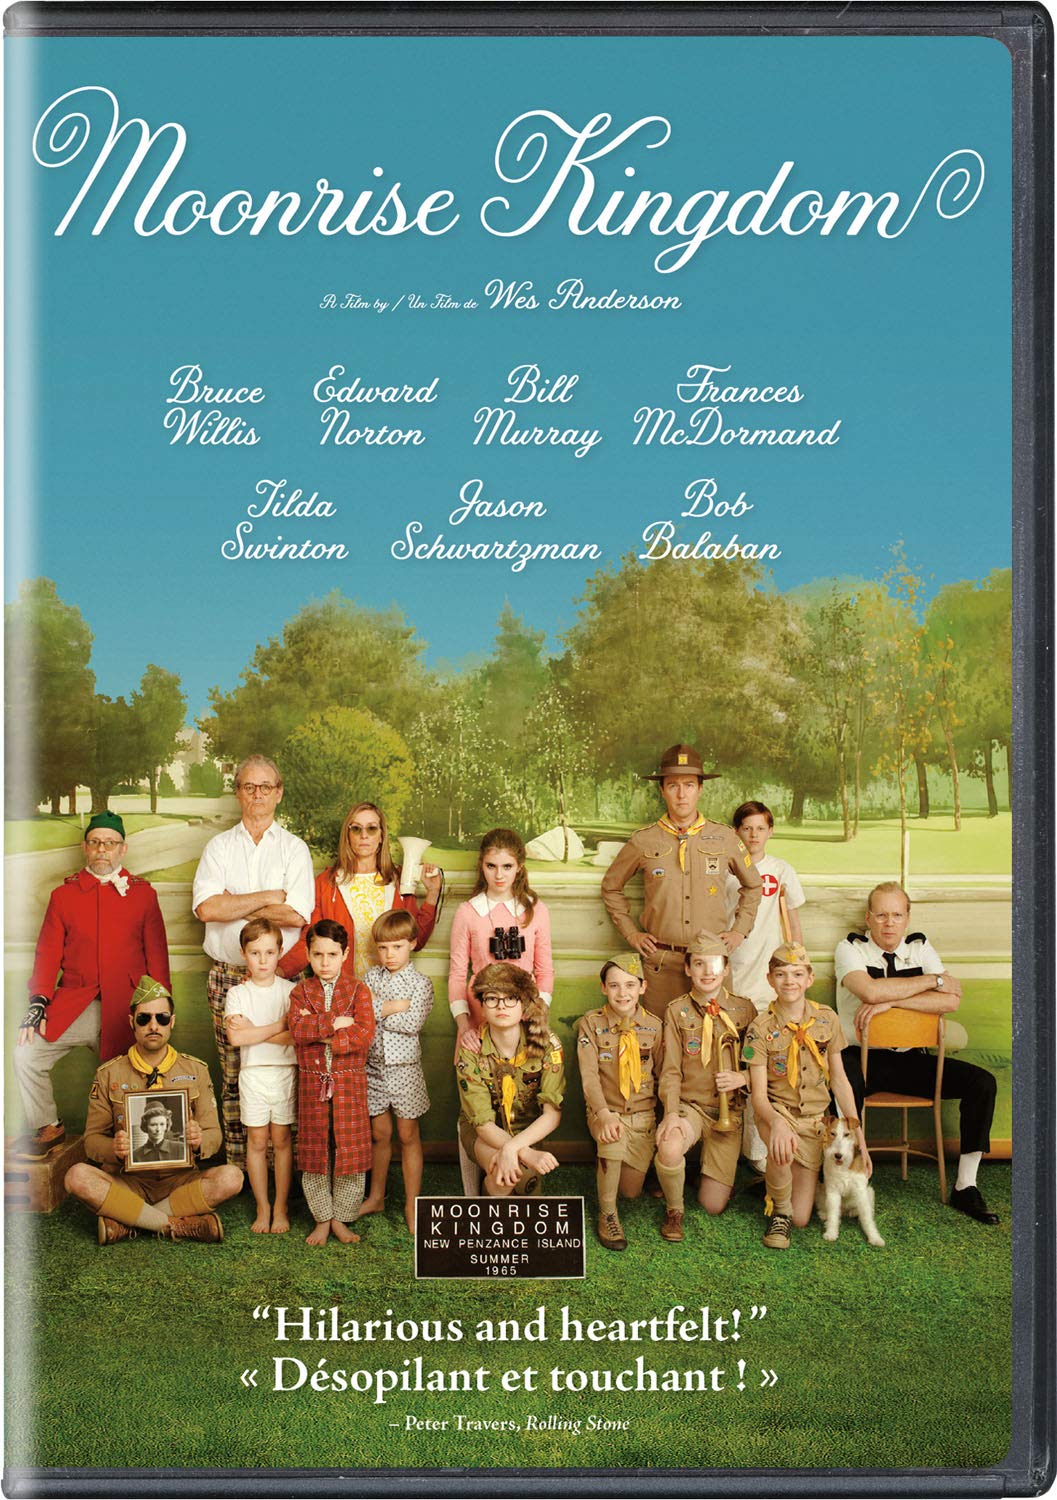 Moonrise Kingdom
A Film by / Un Film de Wes Anderson
Bruce Willis
Edward Norton
Bill Murray
Frances McDormand
Tilda Swinton
Jason Schwartzman
Bob Balaban
MOONRISE
KINGDOM
NEW PENZANCE ISLAND
SUMMER
1965
“Hilarious and heartfelt!”
« Désopilant et touchant ! »
– Peter Travers, Rolling Stone